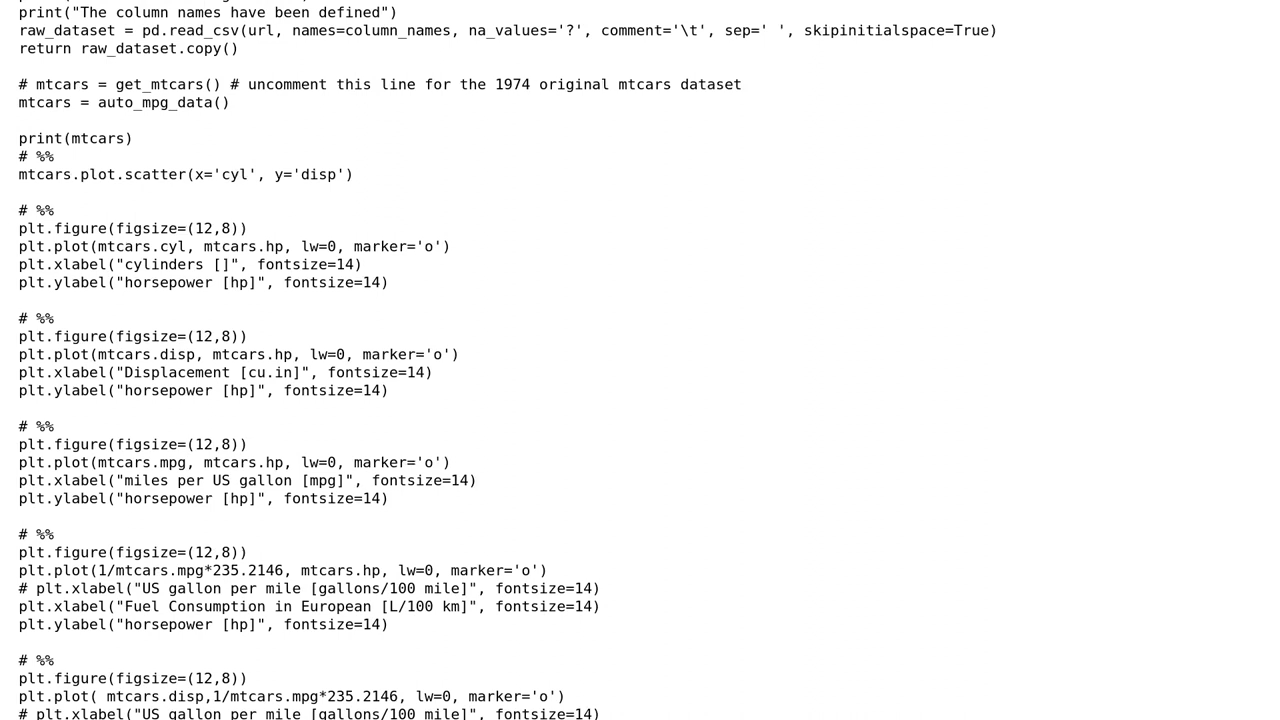 print("The column names have been defined")
raw_dataset = pd.read_csv(url, names=column_names, na_values='?', comment='\t', sep=' ', skipinitialspace=True)
return raw_dataset.copy()
# mtcars = get_mtcars() # uncomment this line for the 1974 original mtcars dataset
mtcars = auto_mpg_data()
print(mtcars)
# %%
mtcars.plot.scatter(x='cyl', y='disp')
# %%
plt.figure(figsize=(12,8))
plt.plot(mtcars.cyl, mtcars.hp, lw=0, marker='o')
plt.xlabel("cylinders []", fontsize=14)
plt.ylabel("horsepower [hp]", fontsize=14)
# %%
plt.figure(figsize=(12,8))
plt.plot(mtcars.disp, mtcars.hp, lw=0, marker='o')
plt.xlabel("Displacement [cu.in]", fontsize=14)
plt.ylabel("horsepower [hp]", fontsize=14)
# %%
plt.figure(figsize=(12,8))
plt.plot(mtcars.mpg, mtcars.hp, lw=0, marker='o')
plt.xlabel("miles per US gallon [mpg]", fontsize=14)
plt.ylabel("horsepower [hp]", fontsize=14)
# %%
plt.figure(figsize=(12,8))
plt.plot(1/mtcars.mpg*235.2146, mtcars.hp, lw=0, marker='o')
# plt.xlabel("US gallon per mile [gallons/100 mile]", fontsize=14)
plt.xlabel("Fuel Consumption in European [L/100 km]", fontsize=14)
plt.ylabel("horsepower [hp]", fontsize=14)
# %%
plt.figure(figsize=(12,8))
plt.plot( mtcars.disp,1/mtcars.mpg*235.2146, lw=0, marker='o')
# plt.xlabel("US gallon per mile [gallons/100 mile]", fontsize=14)